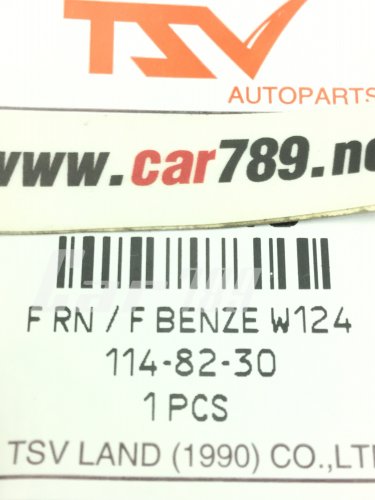 TSV
AUTOPARTS
www.car789.ne
F RN / F BENZE W124
114-82-30
1 PCS
TSV LAND (1990) CO.,LT